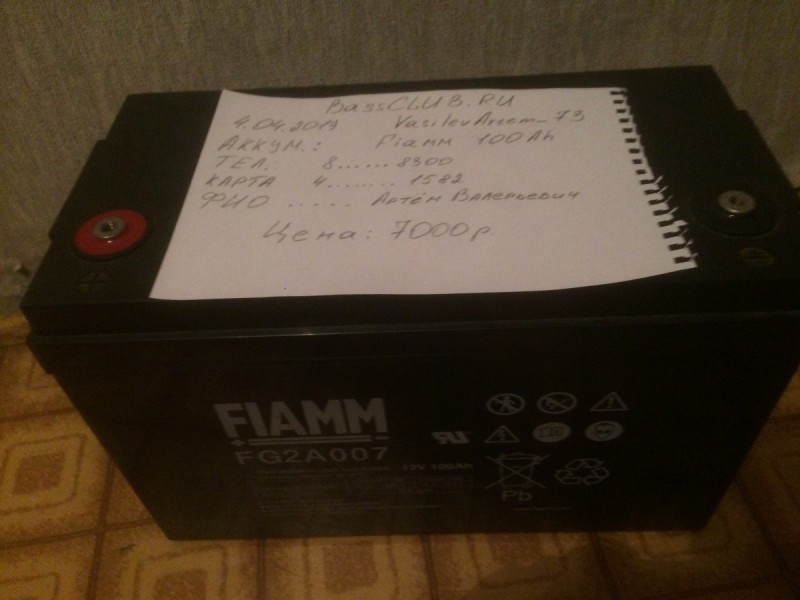 BassCLUB.RU
4.04.2019 VasilevArtem_73
АККУМ.: Fiamm 100Ah
ТЕЛ. 8...... 8300
КАРТА 4....... 1582
ФИО ..... Артём Валерьевич
Цена: 7000р
FIAMM
FG2A007
12V 100Ah
Pb